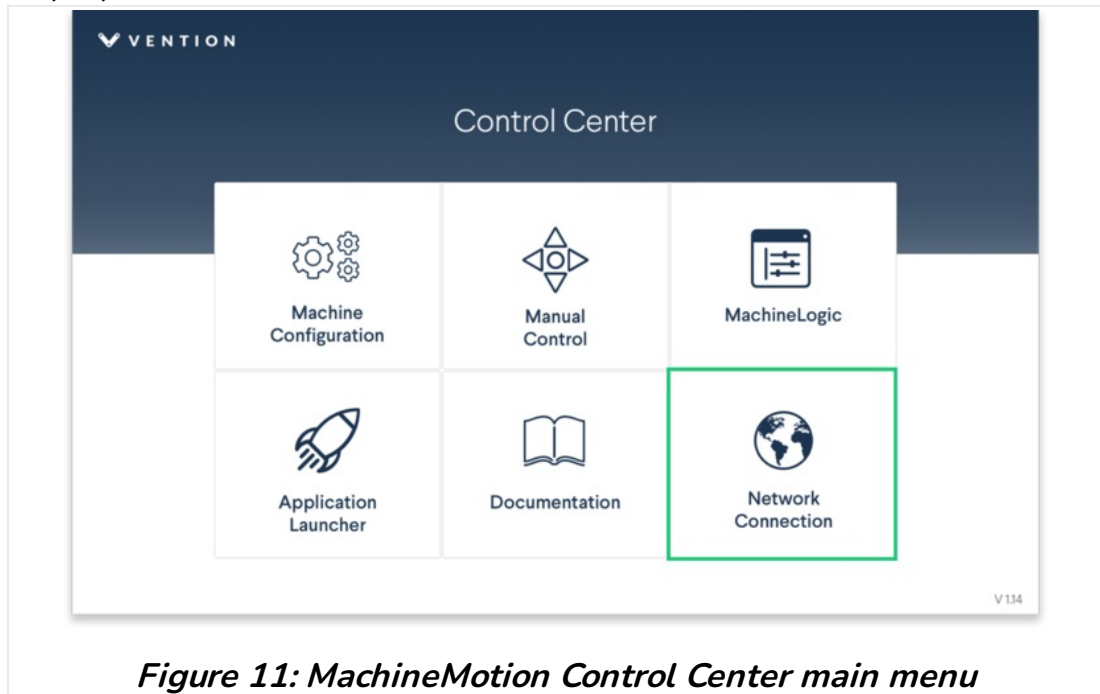 VENTION
Control Center
Machine
Configuration
Manual
Control
MachineLogic
Application
Launcher
Documentation
Network
Connection
V 1.14
Figure 11: MachineMotion Control Center main menu